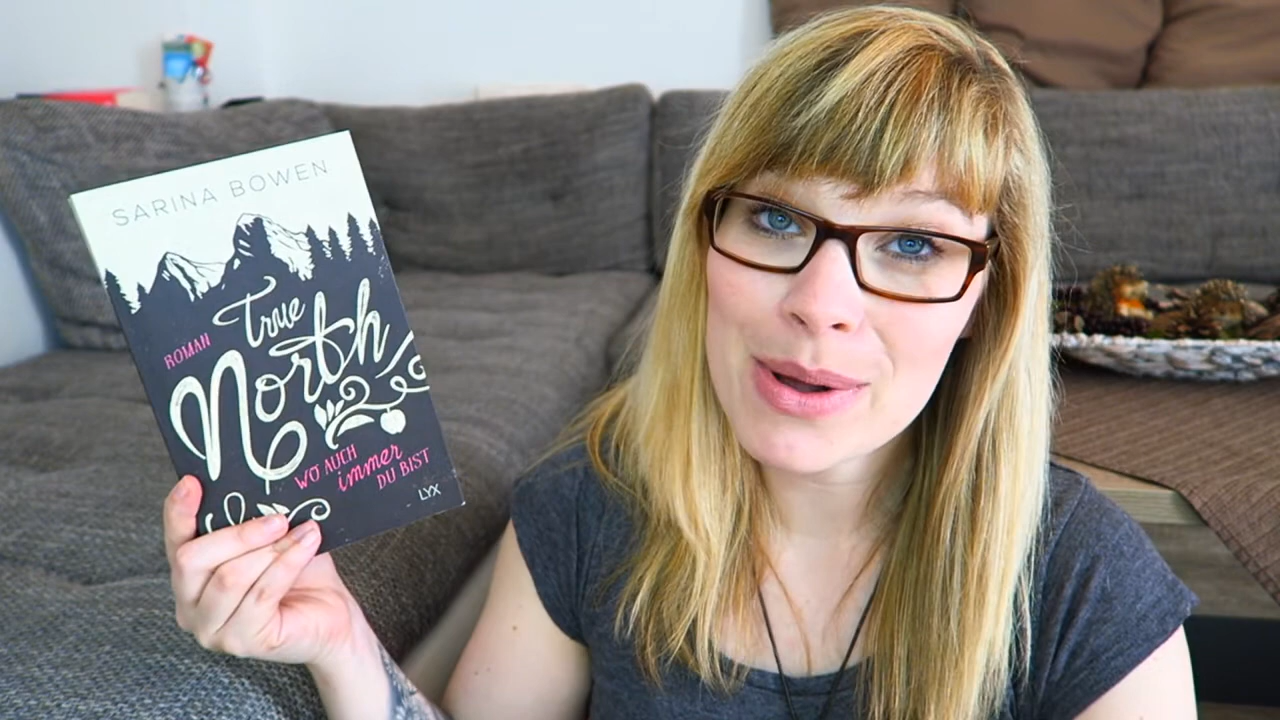 SARINA BOWEN
True
ROMAN
North
WO AUCH
immer
DU BIST
LYX